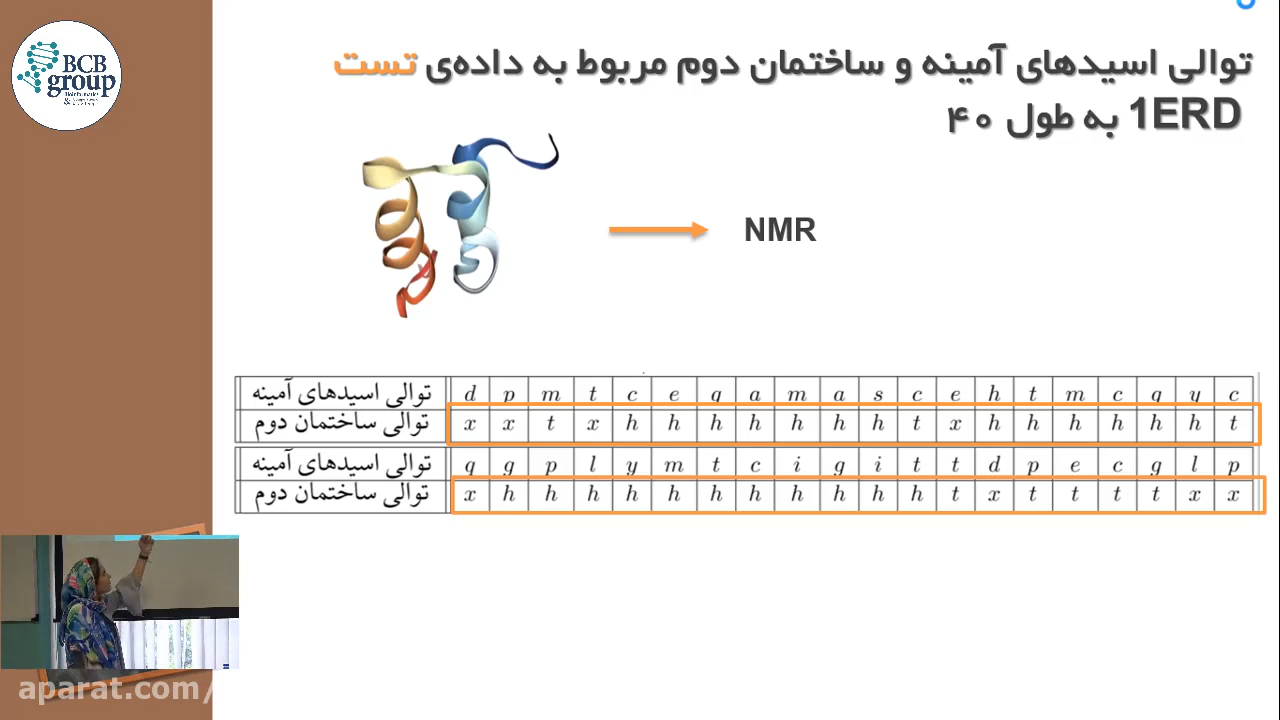 BCB
group
توالی اسیدهای آمینه و ساختمان دوم مربوط به داده‌ی تست
1ERD به طول ۴۰
NMR
توالی اسیدهای آمینه d p m t c e q a m a s c e h t m c q y c
توالی ساختمان دوم x x t x h h h h h h h t x h h h h h h t
توالی اسیدهای آمینه q g p l y m t c i g i t t d p e c g l p
توالی ساختمان دوم x h h h h h h h h h h h t x t t t t x x
aparat.com/